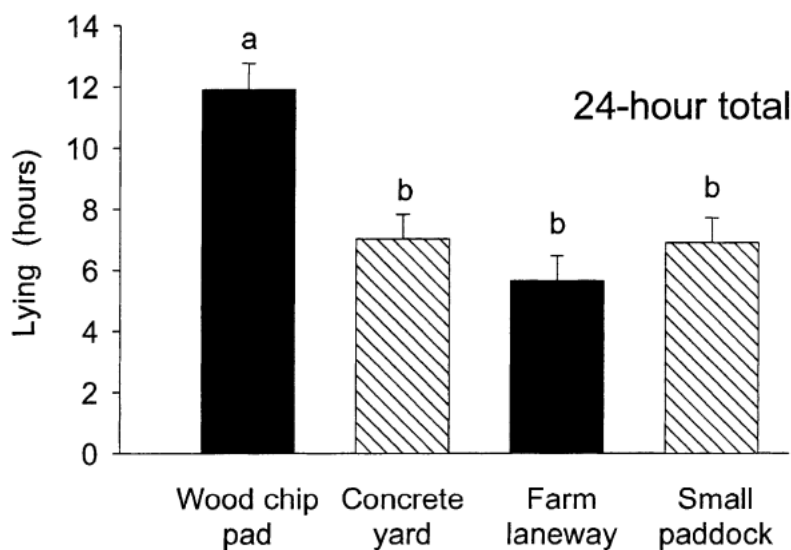 14
12
10
8
6
4
2
0
Lying (hours)
24-hour total
a
b
b
b
Wood chip pad
Concrete yard
Farm laneway
Small paddock